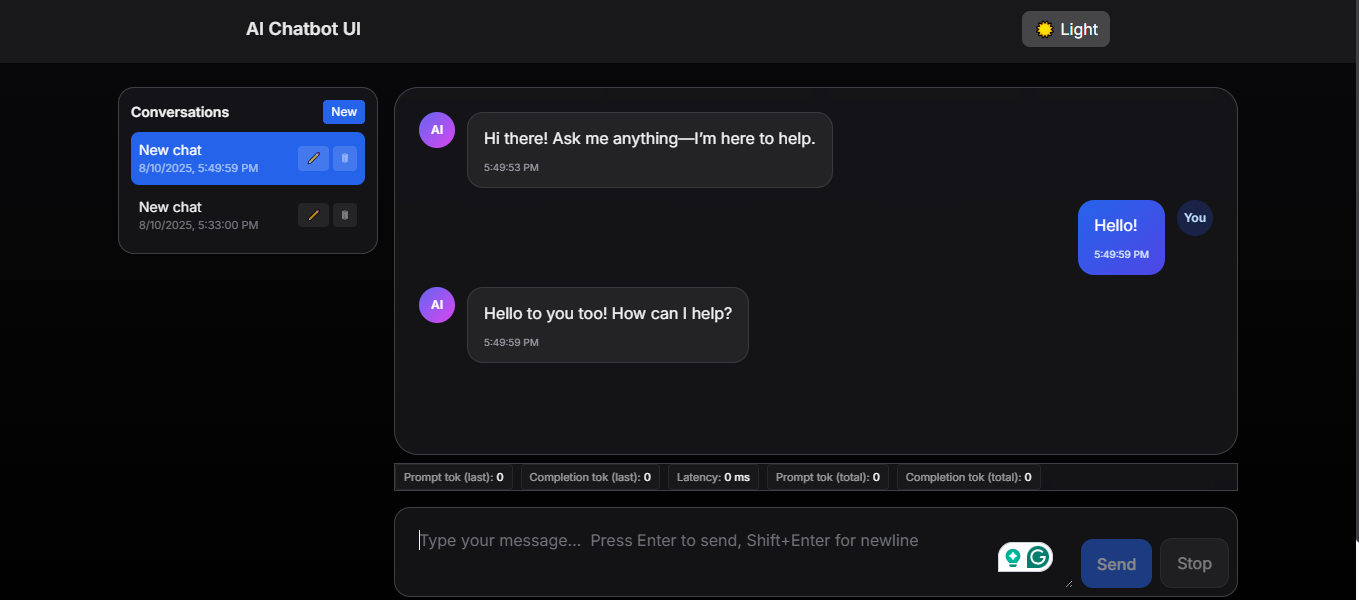 AI Chatbot UI
Light
Conversations
New
New chat
8/10/2025, 5:49:59 PM
New chat
8/10/2025, 5:33:00 PM
AI
Hi there! Ask me anything—I’m here to help.
5:49:53 PM
You
Hello!
5:49:59 PM
AI
Hello to you too! How can I help?
5:49:59 PM
Prompt tok (last): 0
Completion tok (last): 0
Latency: 0 ms
Prompt tok (total): 0
Completion tok (total): 0
Type your message... Press Enter to send, Shift+Enter for newline
Send
Stop